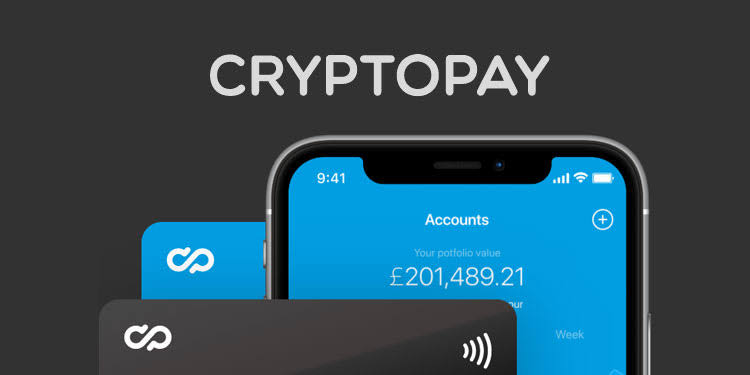 CRYPTOPAY
9:41
Accounts
Your potfolio value
£201,489.21
Week